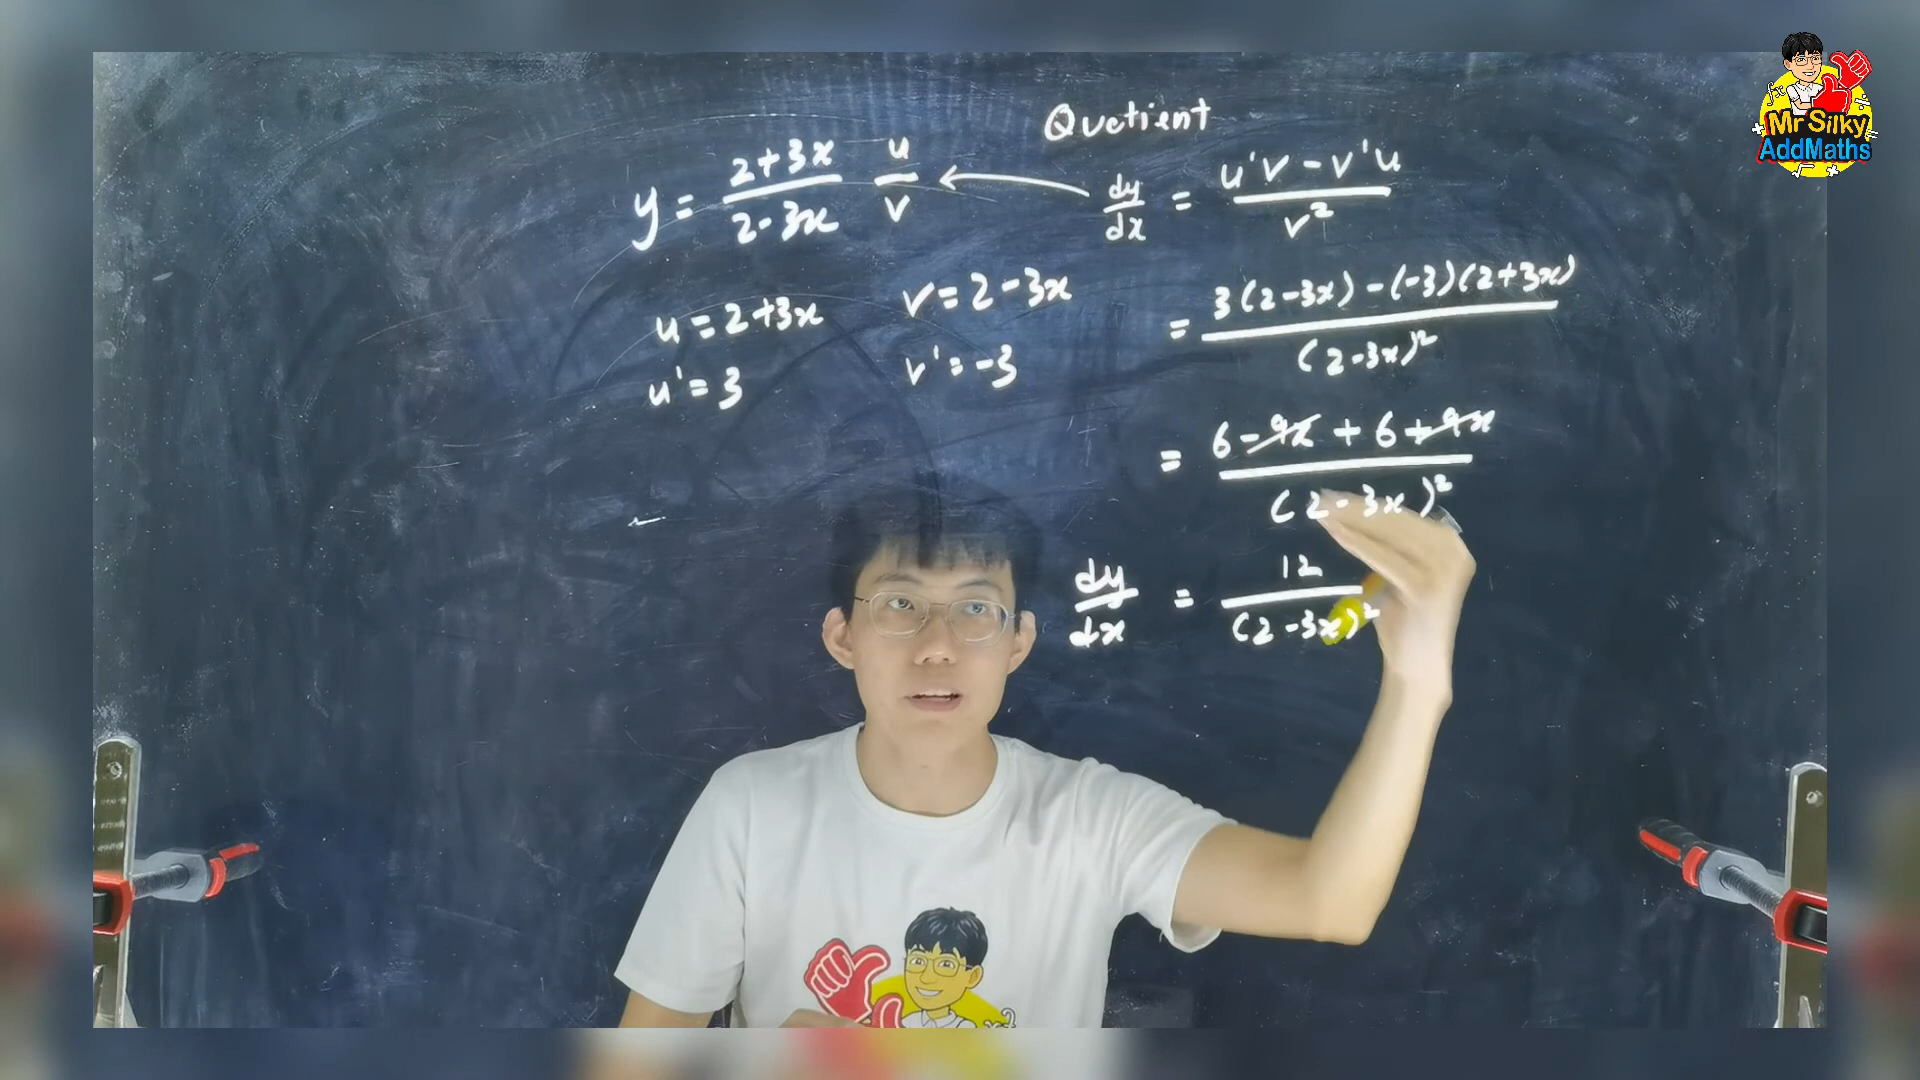 Quotient
y = 2+3x / 2-3x u / v
dy/dx = u'v - v'u / v²
u = 2+3x
v = 2-3x
u' = 3
v' = -3
= 3(2-3x) - (-3)(2+3x) / (2-3x)²
= 6 - 9x + 6 + 9x / (2-3x)²
dy/dx = 12 / (2-3x)²
Mr Silky
AddMaths